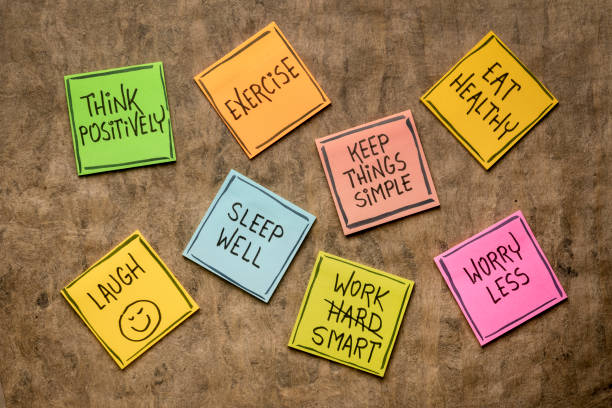 THINK
POSITIVELY
EXERCISE
EAT
HEALTHY
KEEP
THINGS
SIMPLE
SLEEP
WELL
WORRY
LESS
LAUGH
WORK
HARD
SMART